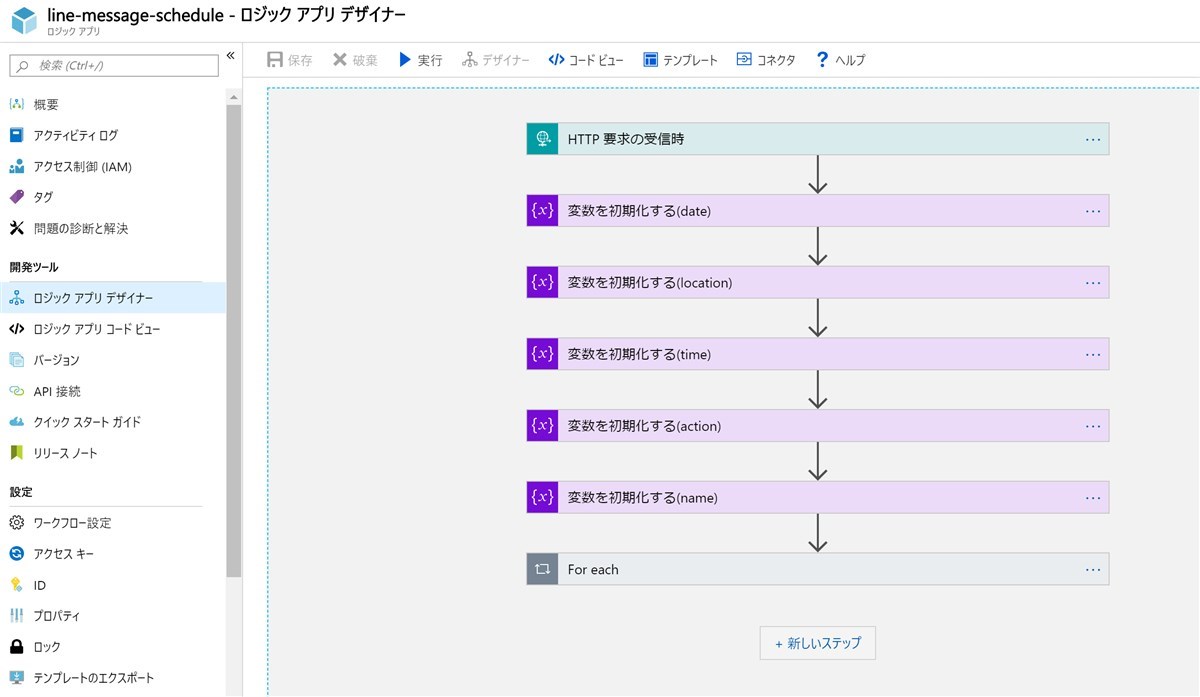 line-message-schedule - ロジック アプリ デザイナー
ロジック アプリ
検索 (Ctrl+/)
«
保存 破棄 実行 デザイナー コード ビュー テンプレート コネクタ ヘルプ
概要
アクティビティ ログ
アクセス制御 (IAM)
タグ
問題の診断と解決
開発ツール
ロジック アプリ デザイナー
ロジック アプリ コード ビュー
バージョン
API 接続
クイック スタート ガイド
リリース ノート
設定
ワークフロー設定
アクセス キー
ID
プロパティ
ロック
テンプレートのエクスポート
HTTP 要求の受信時 ...
{x} 変数を初期化する(date) ...
{x} 変数を初期化する(location) ...
{x} 変数を初期化する(time) ...
{x} 変数を初期化する(action) ...
{x} 変数を初期化する(name) ...
For each ...
+ 新しいステップ